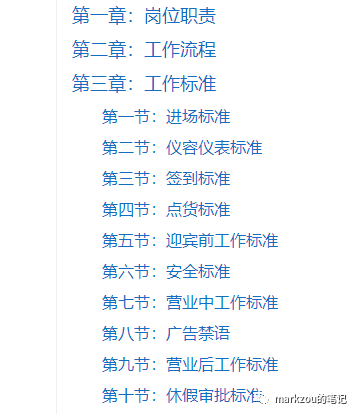 第一章：岗位职责
第二章：工作流程
第三章：工作标准
第一节：进场标准
第二节：仪容仪表标准
第三节：签到标准
第四节：点货标准
第五节：迎宾前工作标准
第六节：安全标准
第七节：营业中工作标准
第八节：广告禁语
第九节：营业后工作标准
第十节：休假审批标准
markzou的笔记